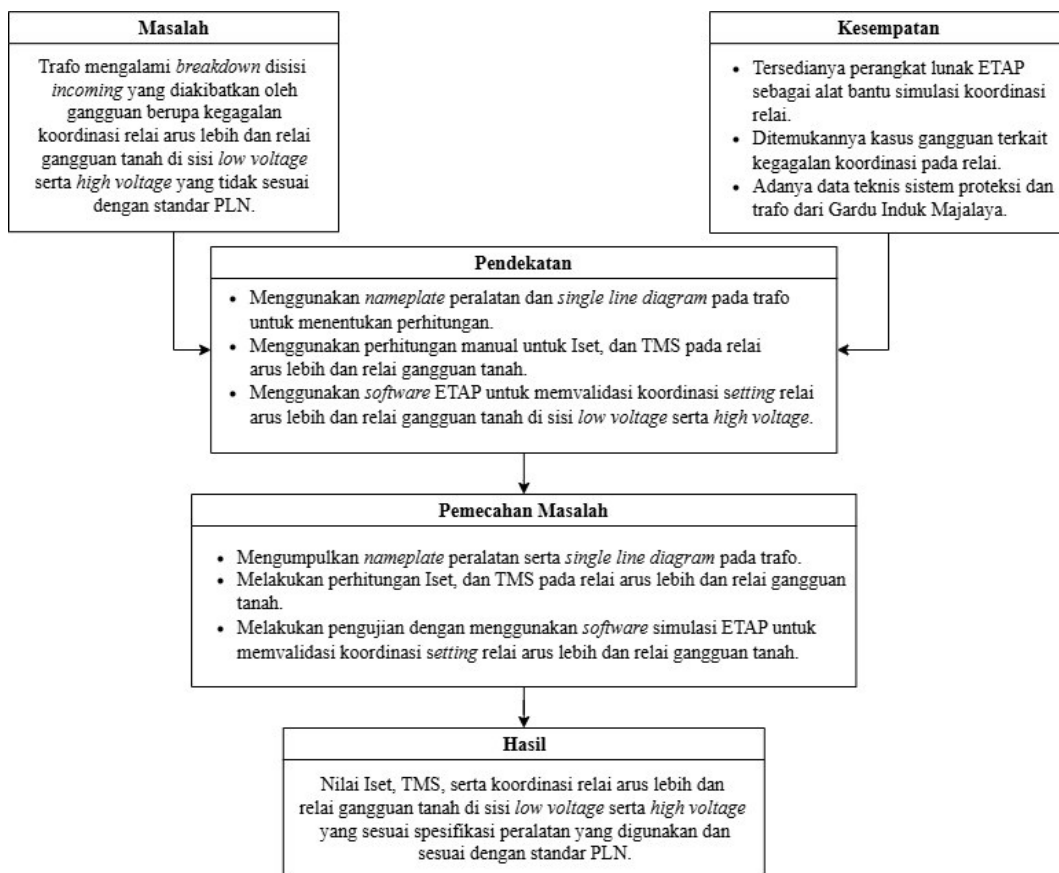 Masalah
Trafo mengalami breakdown disisi
incoming yang diakibatkan oleh
gangguan berupa kegagalan
koordinasi relai arus lebih dan relai
gangguan tanah di sisi low voltage
serta high voltage yang tidak sesuai
dengan standar PLN.
Kesempatan
• Tersedianya perangkat lunak ETAP
sebagai alat bantu simulasi koordinasi
relai.
• Ditemukannya kasus gangguan terkait
kegagalan koordinasi pada relai.
• Adanya data teknis sistem proteksi dan
trafo dari Gardu Induk Majalaya.
Pendekatan
• Menggunakan nameplate peralatan dan single line diagram pada trafo
untuk menentukan perhitungan.
• Menggunakan perhitungan manual untuk Iset, dan TMS pada relai
arus lebih dan relai gangguan tanah.
• Menggunakan software ETAP untuk memvalidasi koordinasi setting relai
arus lebih dan relai gangguan tanah di sisi low voltage serta high voltage.
Pemecahan Masalah
• Mengumpulkan nameplate peralatan serta single line diagram pada trafo.
• Melakukan perhitungan Iset, dan TMS pada relai arus lebih dan relai gangguan
tanah.
• Melakukan pengujian dengan menggunakan software simulasi ETAP untuk
memvalidasi koordinasi setting relai arus lebih dan relai gangguan tanah.
Hasil
Nilai Iset, TMS, serta koordinasi relai arus lebih dan
relai gangguan tanah di sisi low voltage serta high voltage
yang sesuai spesifikasi peralatan yang digunakan dan
sesuai dengan standar PLN.